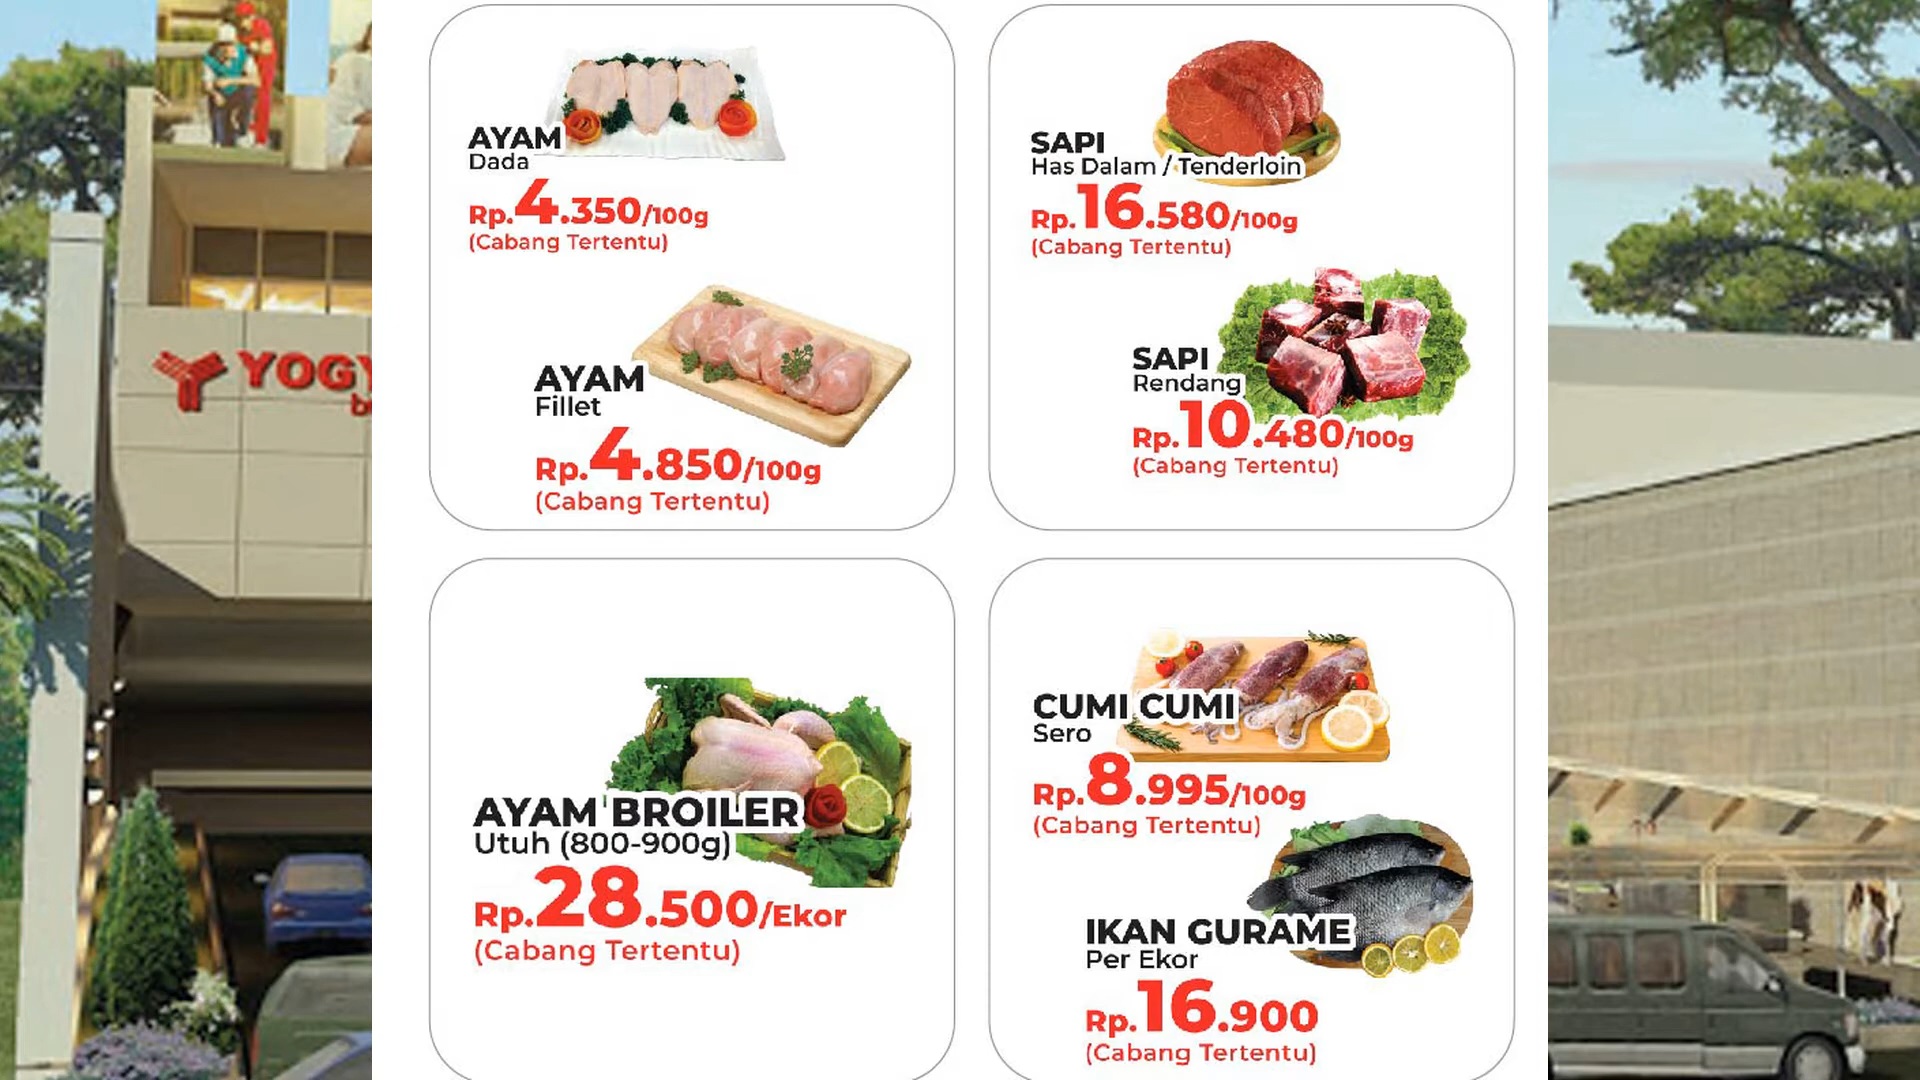 AYAM
Dada
Rp.4.350/100g
(Cabang Tertentu)
AYAM
Fillet
Rp.4.850/100g
(Cabang Tertentu)
SAPI
Has Dalam / Tenderloin
Rp.16.580/100g
(Cabang Tertentu)
SAPI
Rendang
Rp.10.480/100g
(Cabang Tertentu)
AYAM BROILER
Utuh (800-900g)
Rp.28.500/Ekor
(Cabang Tertentu)
CUMI CUMI
Sero
Rp.8.995/100g
(Cabang Tertentu)
IKAN GURAME
Per Ekor
Rp.16.900
(Cabang Tertentu)
YOGY